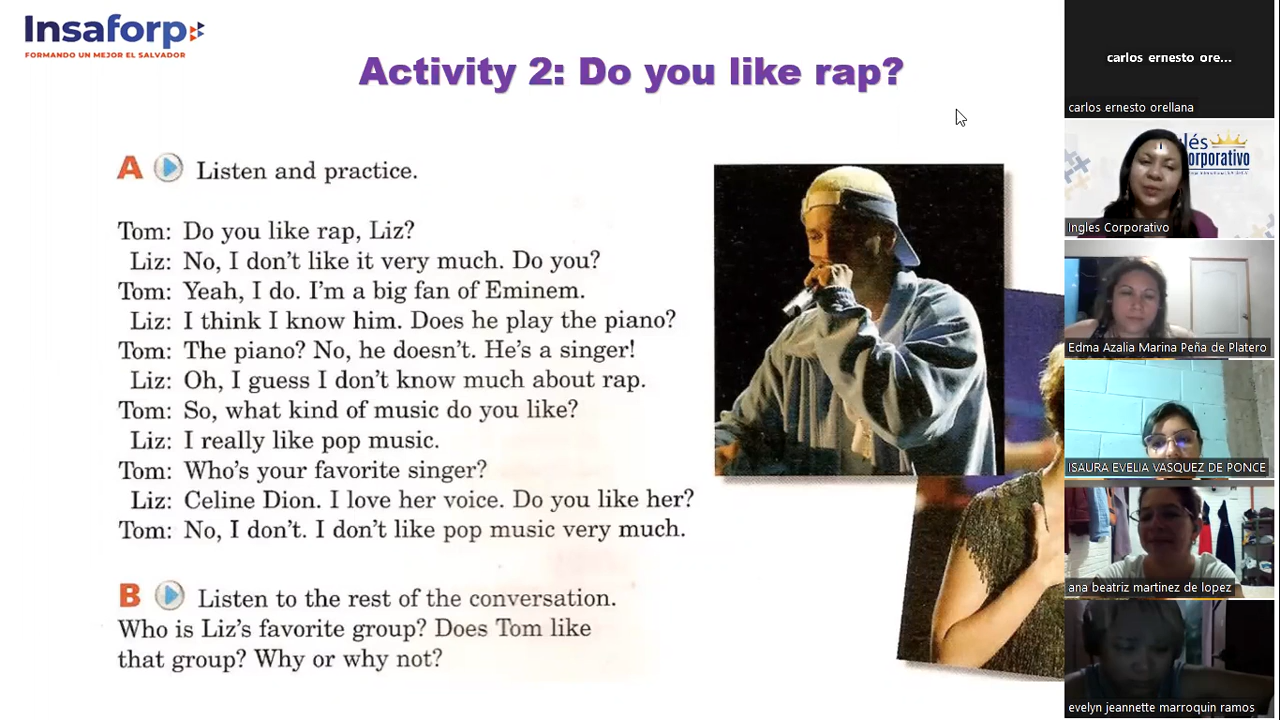 Insaforp
FORMANDO UN MEJOR EL SALVADOR
Activity 2: Do you like rap?
A Listen and practice.
Tom: Do you like rap, Liz?
Liz: No, I don't like it very much. Do you?
Tom: Yeah, I do. I'm a big fan of Eminem.
Liz: I think I know him. Does he play the piano?
Tom: The piano? No, he doesn't. He's a singer!
Liz: Oh, I guess I don't know much about rap.
Tom: So, what kind of music do you like?
Liz: I really like pop music.
Tom: Who's your favorite singer?
Liz: Celine Dion. I love her voice. Do you like her?
Tom: No, I don't. I don't like pop music very much.
B Listen to the rest of the conversation.
Who is Liz's favorite group? Does Tom like
that group? Why or why not?
carlos ernesto ore...
carlos ernesto orellana
Ingles Corporativo
Edma Azalia Marina Peña de Platero
ISAURA EVELIA VASQUEZ DE PONCE
ana beatriz martinez de lopez
evelyn jeannette marroquin ramos